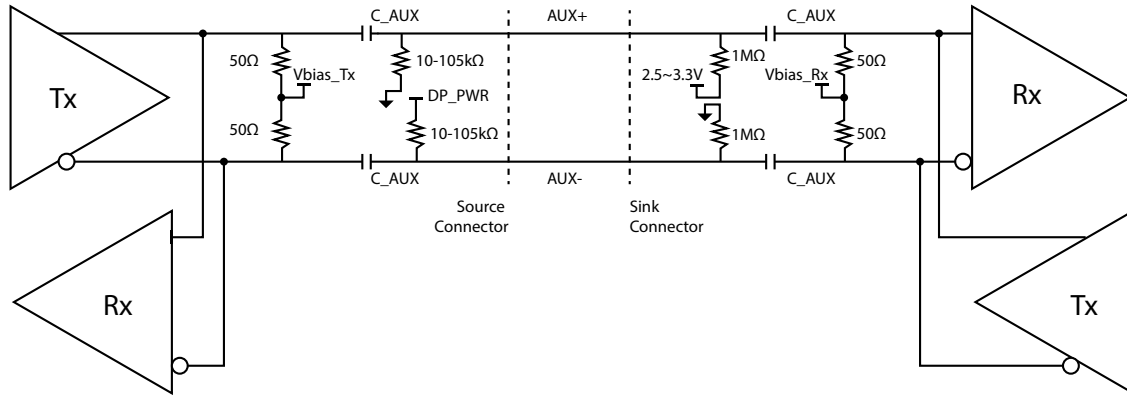 C_AUX
AUX+
C_AUX
50Ω
10-105kΩ
1MΩ
50Ω
Vbias_Tx
2.5~3.3V
Vbias_Rx
Tx
DP_PWR
Rx
50Ω
10-105kΩ
1MΩ
50Ω
C_AUX
AUX-
C_AUX
Source
Connector
Sink
Connector
Rx
Tx